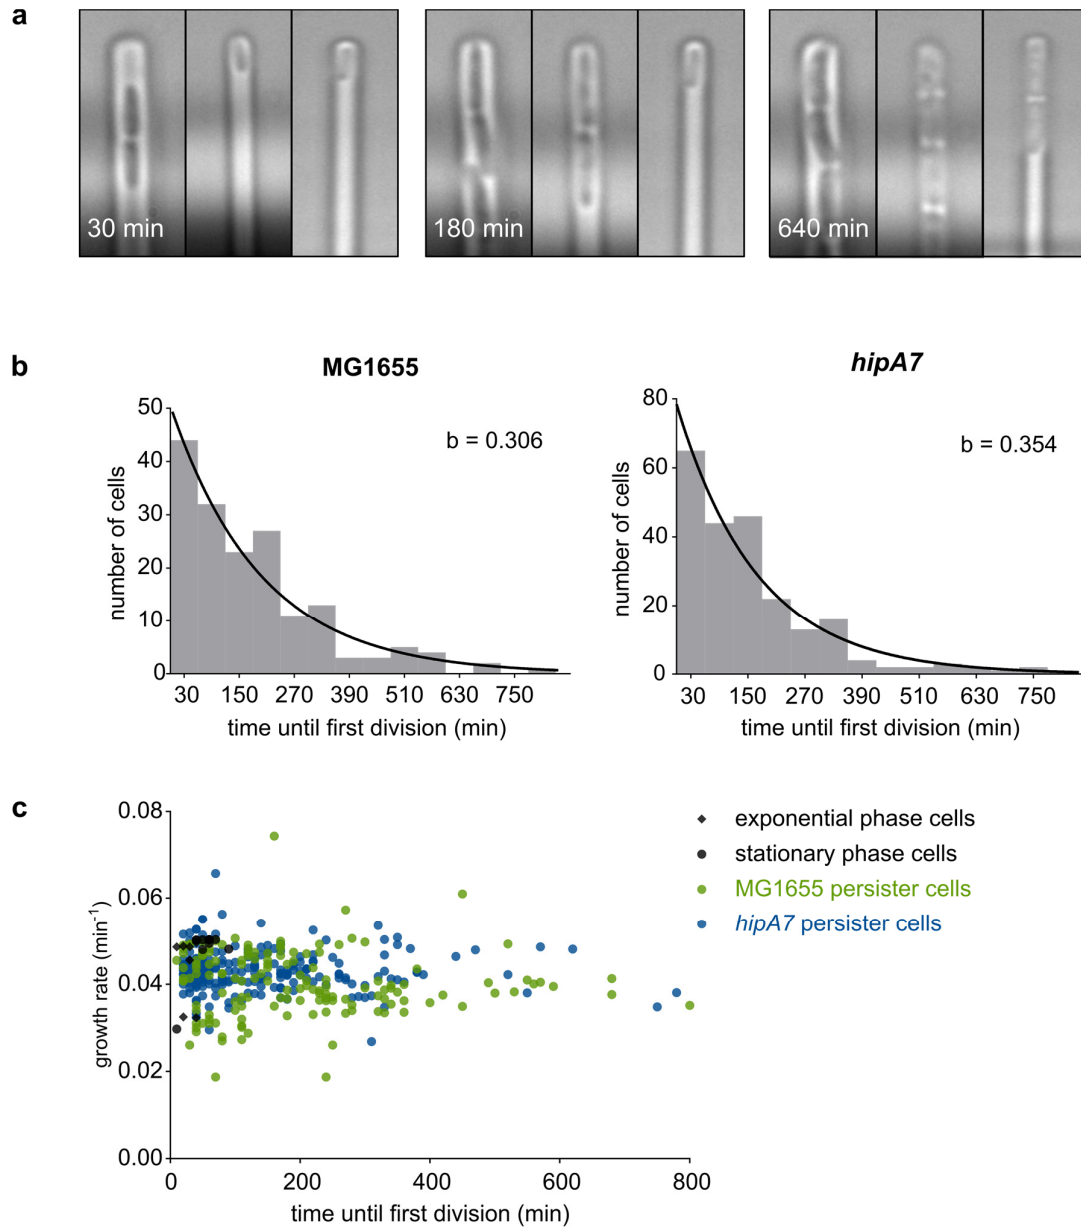 a
30 min
180 min
640 min
b
MG1655
50
40
30
20
10
0
number of cells
b = 0.306
30 150 270 390 510 630 750
time until first division (min)
hipA7
80
60
40
20
0
number of cells
b = 0.354
30 150 270 390 510 630 750
time until first division (min)
c
0.08
0.06
0.04
0.02
0.00
growth rate (min⁻¹)
0 200 400 600 800
time until first division (min)
exponential phase cells
stationary phase cells
MG1655 persister cells
hipA7 persister cells